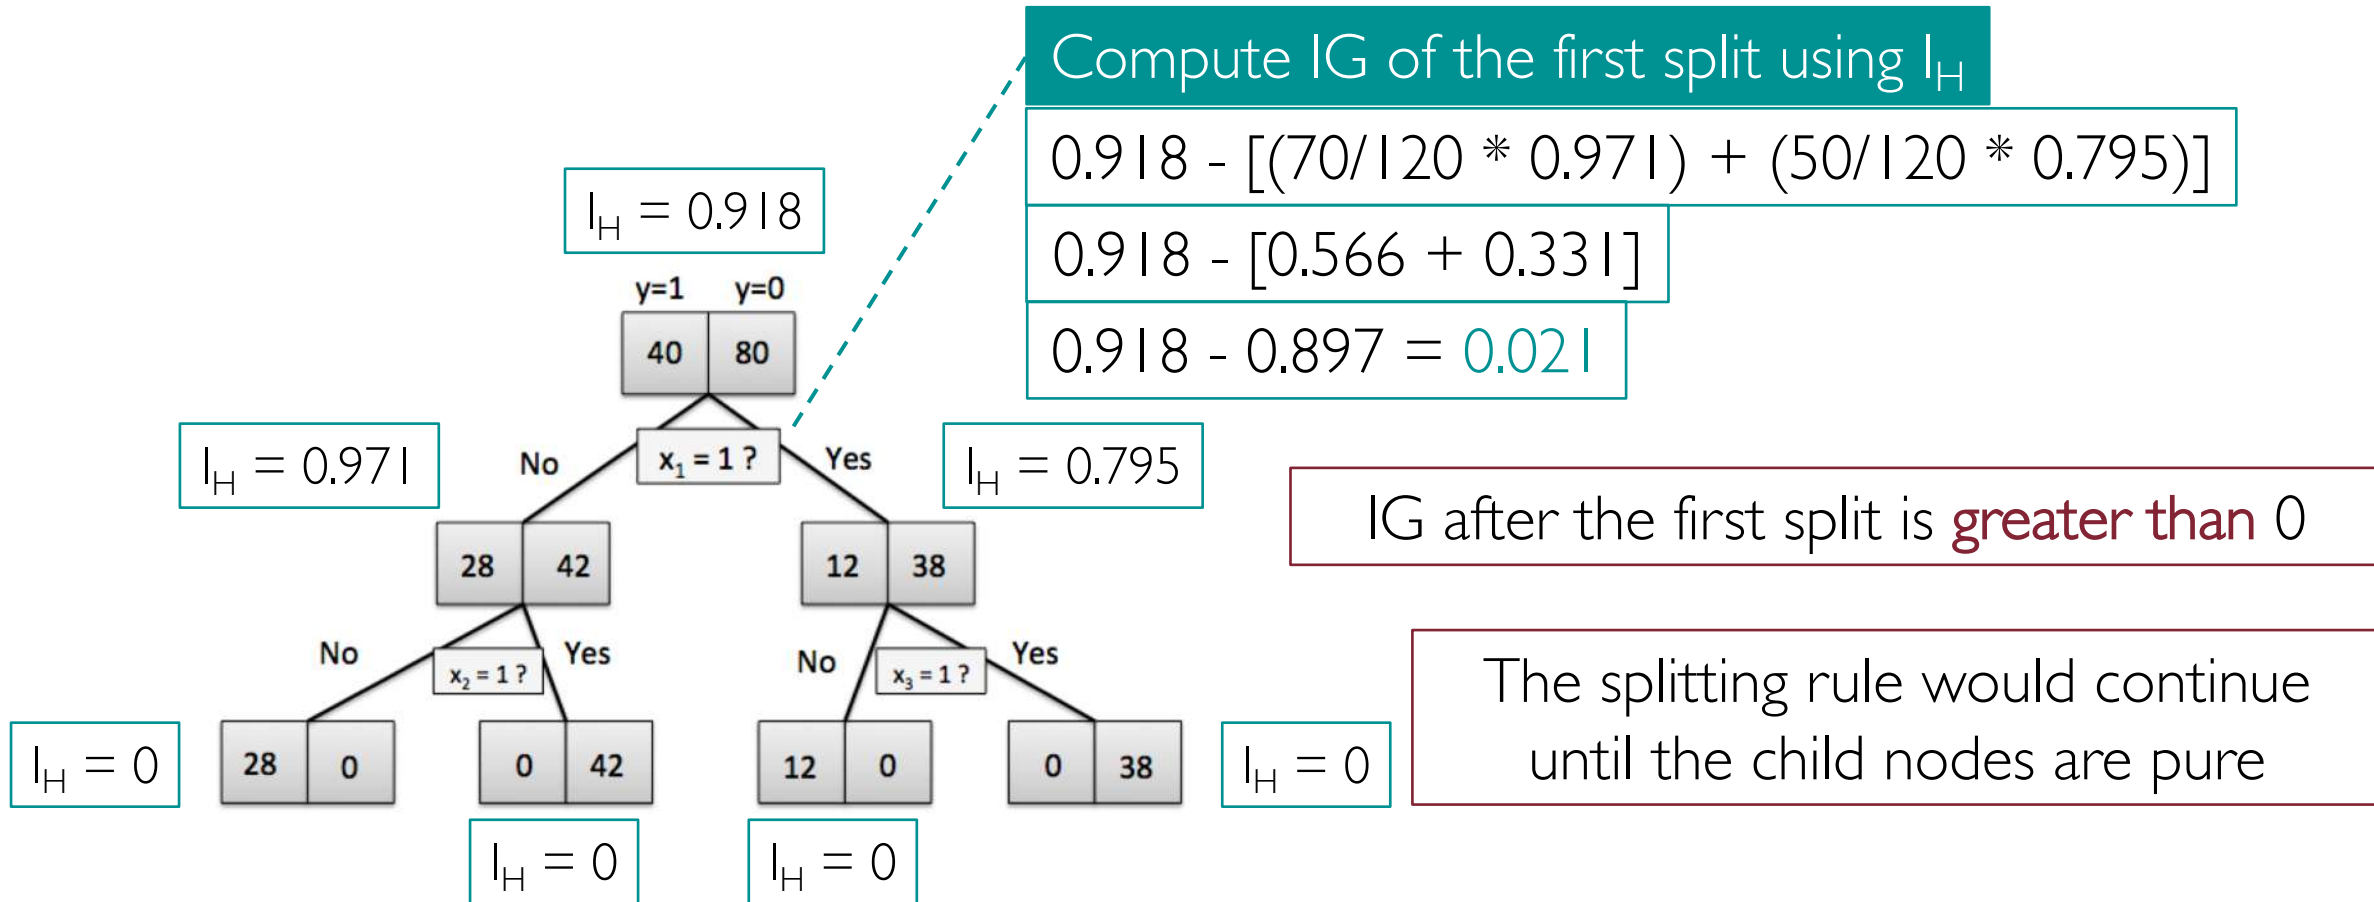 Compute IG of the first split using I_H
0.918 - [(70/120 * 0.971) + (50/120 * 0.795)]
0.918 - [0.566 + 0.331]
0.918 - 0.897 = 0.021
I_H = 0.918
y=1 y=0
40 80
I_H = 0.971
No
x₁ = 1 ?
Yes
I_H = 0.795
IG after the first split is greater than 0
28 42
12 38
No
x₂ = 1 ?
Yes
No
x₃ = 1 ?
Yes
The splitting rule would continue
until the child nodes are pure
I_H = 0
28 0
0 42
12 0
0 38
I_H = 0
I_H = 0
I_H = 0